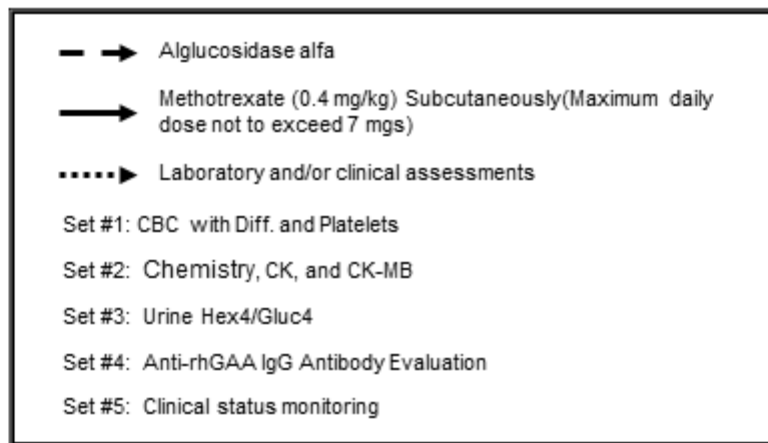 Alglucosidase alfa
Methotrexate (0.4 mg/kg) Subcutaneously(Maximum daily
dose not to exceed 7 mgs)
Laboratory and/or clinical assessments
Set #1: CBC with Diff. and Platelets
Set #2: Chemistry, CK, and CK-MB
Set #3: Urine Hex4/Gluc4
Set #4: Anti-rhGAA IgG Antibody Evaluation
Set #5: Clinical status monitoring